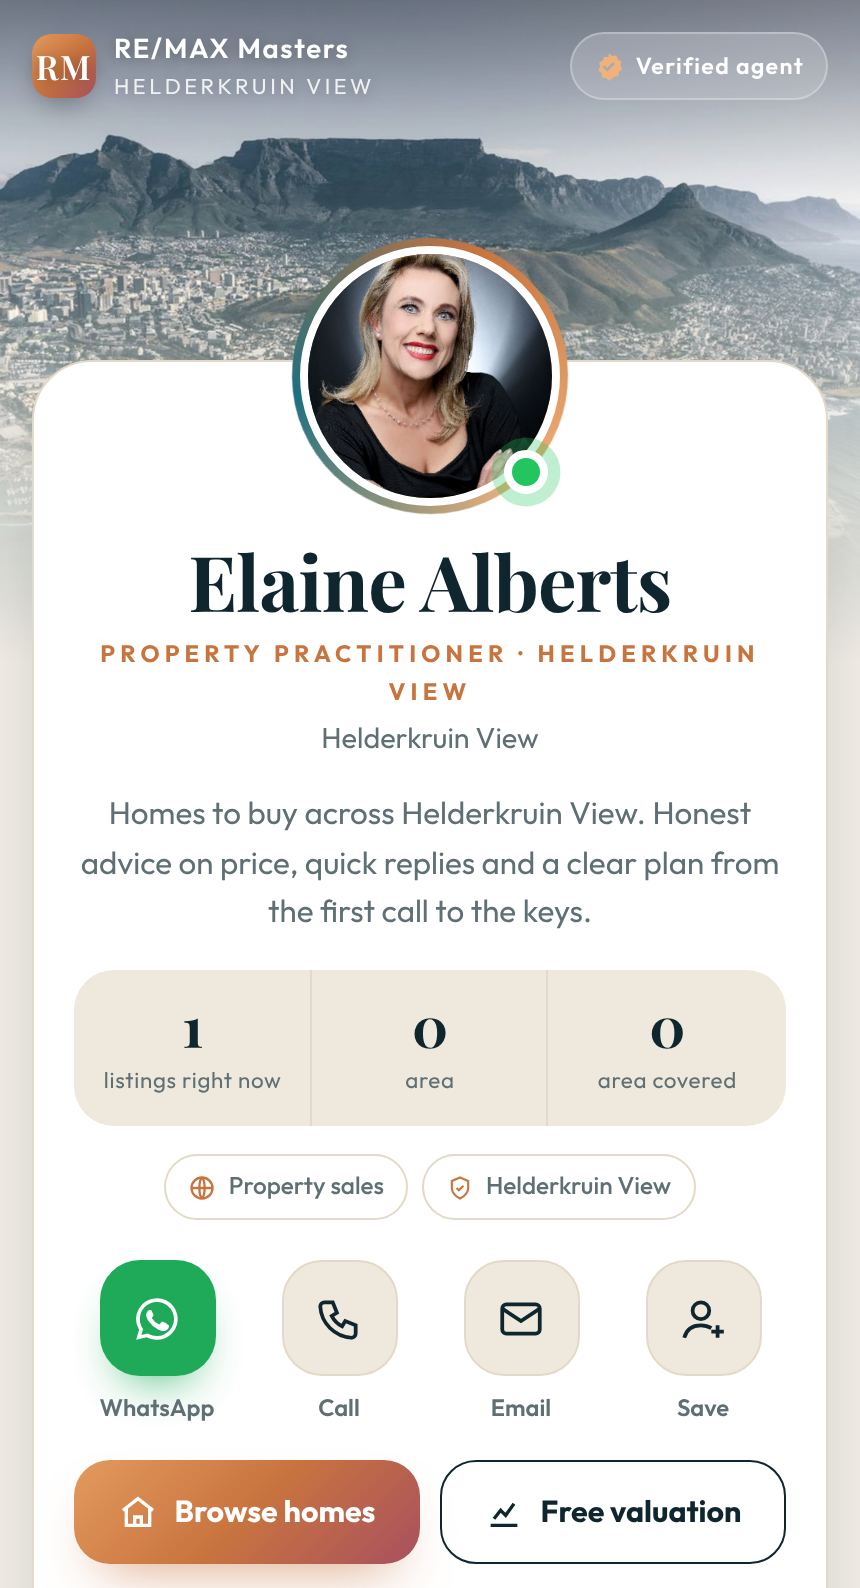 RM
RE/MAX Masters
HELDERKRUIN VIEW
Verified agent
Elaine Alberts
PROPERTY PRACTITIONER · HELDERKRUIN
VIEW
Helderkruin View
Homes to buy across Helderkruin View. Honest
advice on price, quick replies and a clear plan from
the first call to the keys.
1
listings right now
0
area
0
area covered
Property sales
Helderkruin View
WhatsApp
Call
Email
Save
Browse homes
Free valuation